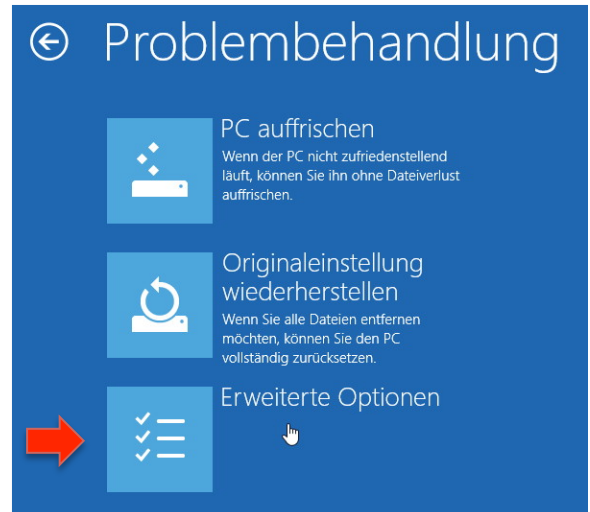 Problembehandlung
PC auffrischen
Wenn der PC nicht zufriedenstellend
läuft, können Sie ihn ohne Dateiverlust
auffrischen.
Originaleinstellung
wiederherstellen
Wenn Sie alle Dateien entfernen
möchten, können Sie den PC
vollständig zurücksetzen.
Erweiterte Optionen